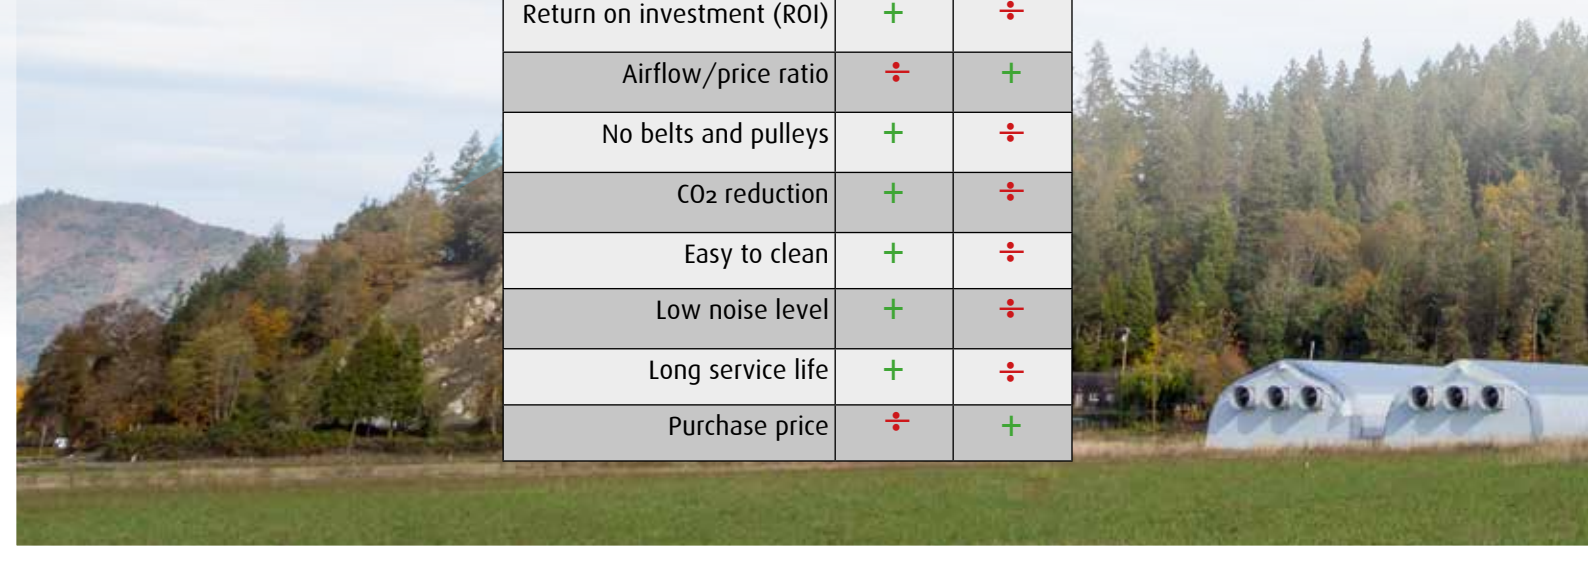 Return on investment (ROI) + ÷
Airflow/price ratio ÷ +
No belts and pulleys + ÷
CO2 reduction + ÷
Easy to clean + ÷
Low noise level + ÷
Long service life + ÷
Purchase price ÷ +